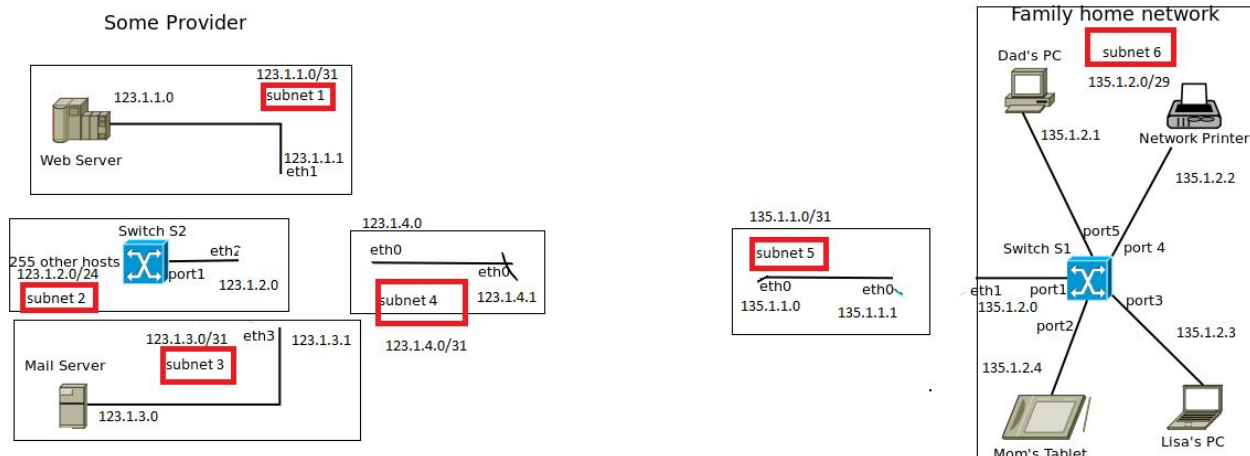 Some Provider
123.1.1.0/31
subnet 1
123.1.1.0
Web Server
123.1.1.1
eth1
Switch S2
eth2
255 other hosts
123.1.2.0/24
port1
123.1.2.0
subnet 2
123.1.3.0/31
eth3
123.1.3.1
subnet 3
Mail Server
123.1.3.0
123.1.4.0
eth0
eth0
subnet 4
123.1.4.1
123.1.4.0/31
135.1.1.0/31
subnet 5
eth0
eth0
135.1.1.0
135.1.1.1
Family home network
subnet 6
Dad's PC
135.1.2.0/29
135.1.2.1
Network Printer
135.1.2.2
port5
Switch S1
port 4
eth1
port1
135.1.2.0
port3
port2
135.1.2.3
135.1.2.4
Lisa's PC
Mom's Tablet